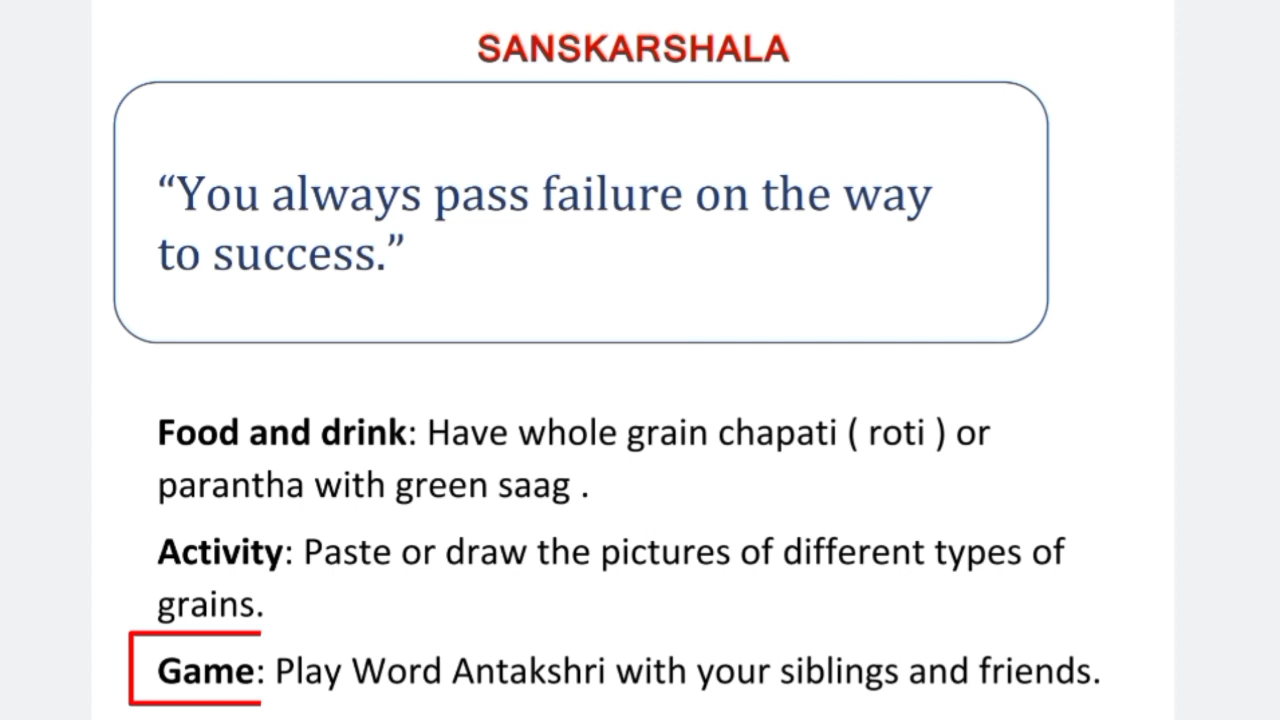 SANSKARSHALA
“You always pass failure on the way
to success.”
Food and drink: Have whole grain chapati ( roti ) or
parantha with green saag .
Activity: Paste or draw the pictures of different types of
grains.
Game: Play Word Antakshri with your siblings and friends.